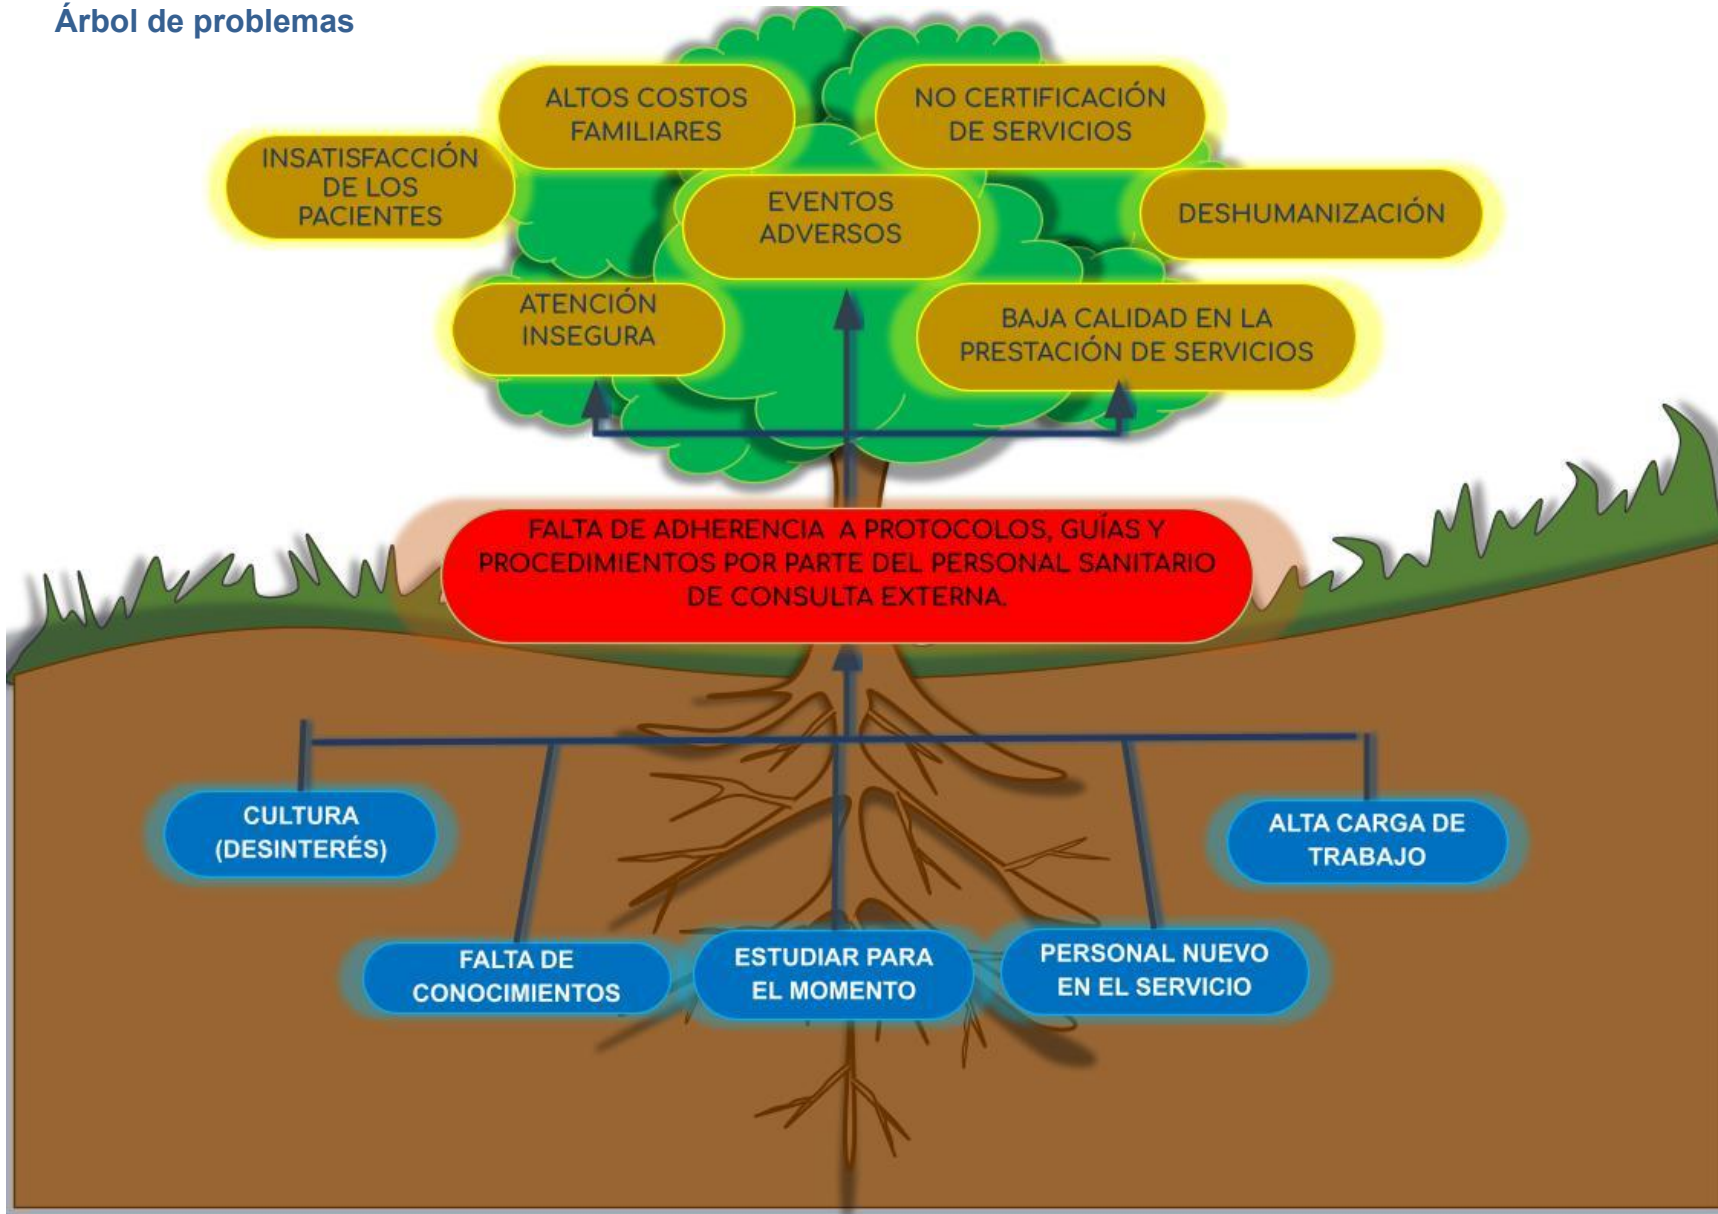 Árbol de problemas
ALTOS COSTOS
FAMILIARES
NO CERTIFICACIÓN
DE SERVICIOS
INSATISFACCIÓN
DE LOS
PACIENTES
EVENTOS
ADVERSOS
DESHUMANIZACIÓN
ATENCIÓN
INSEGURA
BAJA CALIDAD EN LA
PRESTACIÓN DE SERVICIOS
FALTA DE ADHERENCIA A PROTOCOLOS, GUÍAS Y
PROCEDIMIENTOS POR PARTE DEL PERSONAL SANITARIO
DE CONSULTA EXTERNA.
CULTURA
(DESINTERÉS)
ALTA CARGA DE
TRABAJO
FALTA DE
CONOCIMIENTOS
ESTUDIAR PARA
EL MOMENTO
PERSONAL NUEVO
EN EL SERVICIO